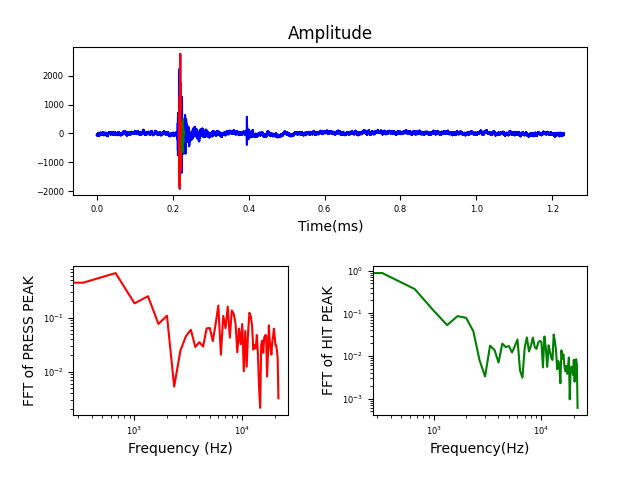 Amplitude
2000
1000
0
−1000
−2000
0.0 0.2 0.4 0.6 0.8 1.0 1.2
Time(ms)
FFT of PRESS PEAK
10⁻¹
10⁻²
10³ 10⁴
Frequency (Hz)
FFT of HIT PEAK
10⁰
10⁻¹
10⁻²
10⁻³
10³ 10⁴
Frequency(Hz)